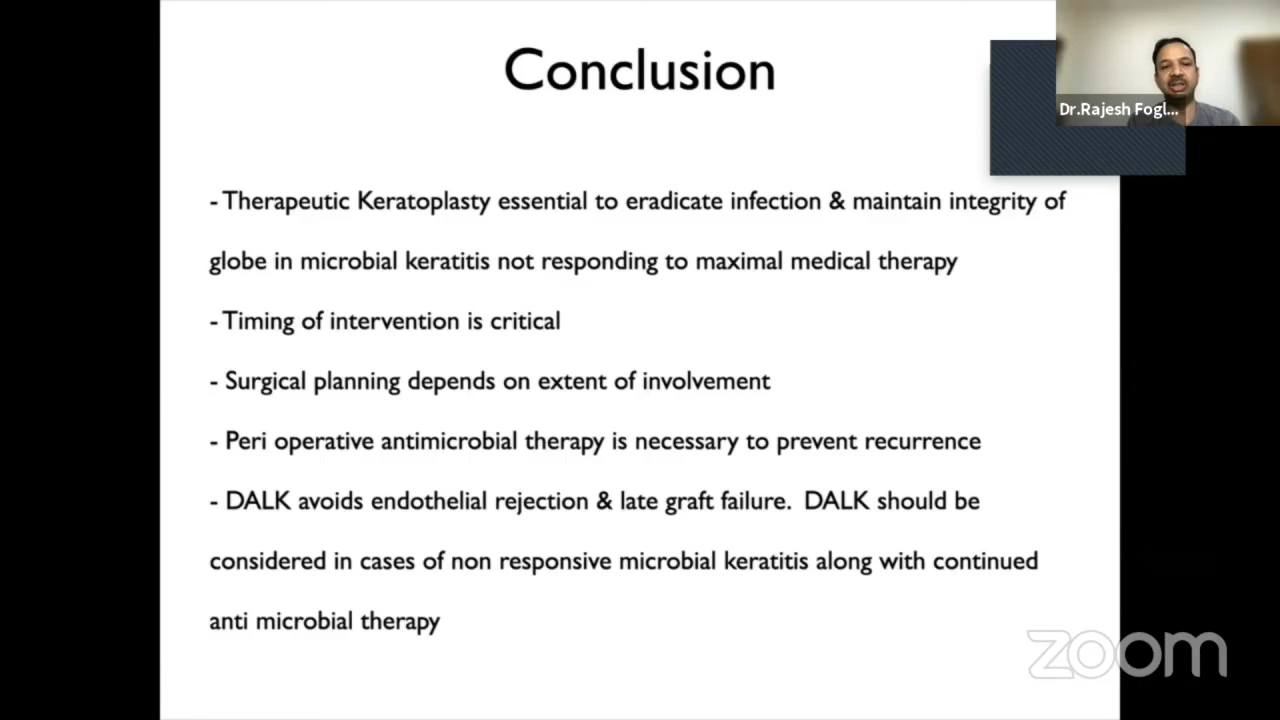 Conclusion
Dr.Rajesh Fogl...
- Therapeutic Keratoplasty essential to eradicate infection & maintain integrity of
globe in microbial keratitis not responding to maximal medical therapy
- Timing of intervention is critical
- Surgical planning depends on extent of involvement
- Peri operative antimicrobial therapy is necessary to prevent recurrence
- DALK avoids endothelial rejection & late graft failure.  DALK should be
considered in cases of non responsive microbial keratitis along with continued
anti microbial therapy
zoom